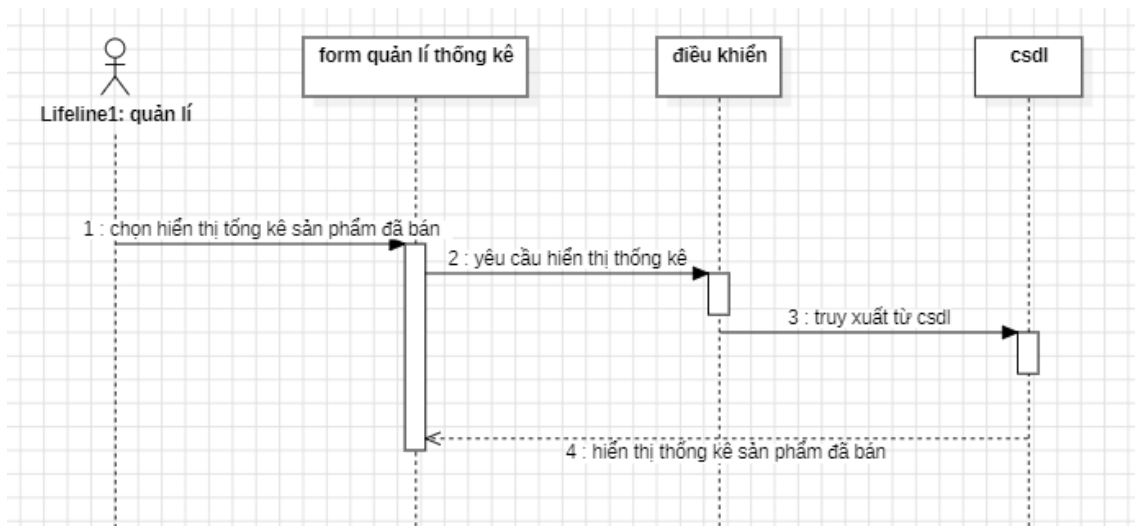 form quản lí thống kê
điều khiển
csdl
Lifeline1: quản lí
1 : chọn hiển thị tổng kê sản phẩm đã bán
2 : yêu cầu hiển thị thống kê
3 : truy xuất từ csdl
4 : hiển thị thống kê sản phẩm đã bán